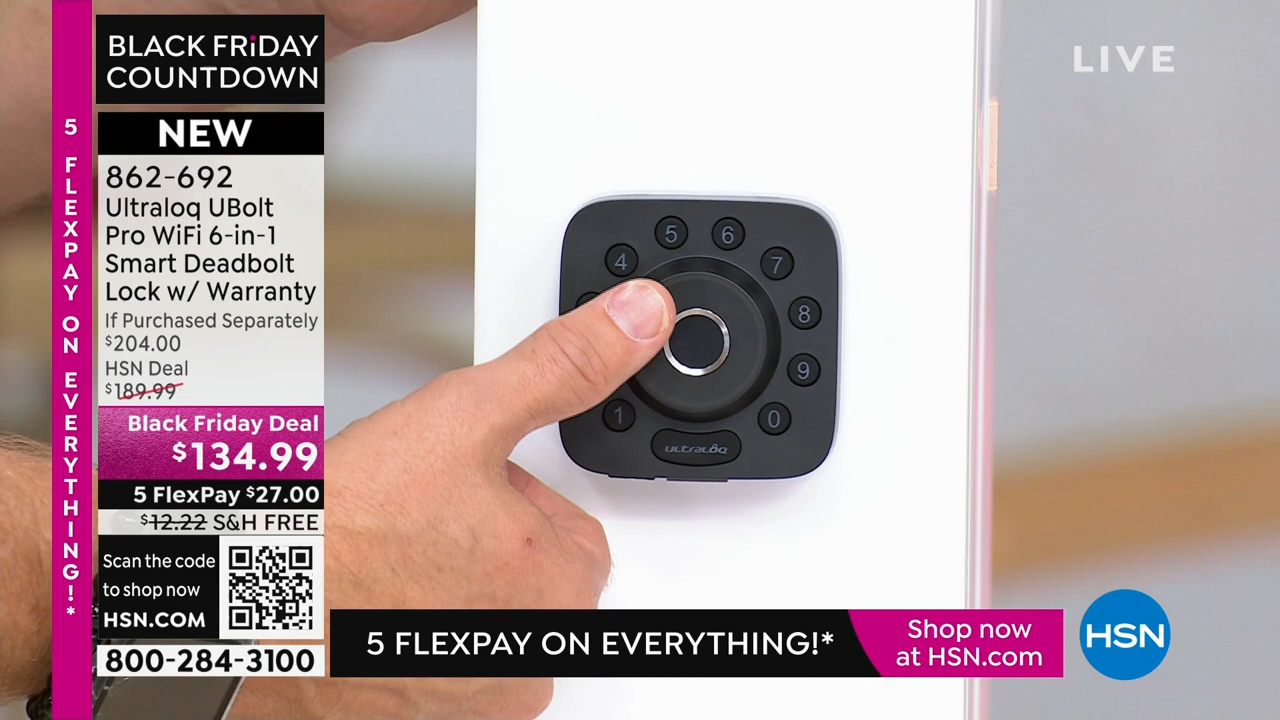 BLACK FRiDAY
COUNTDOWN
5 FLEXPAY ON EVERYTHING!*
NEW
862-692
Ultraloq UBolt
Pro WiFi 6-in-1
Smart Deadbolt
Lock w/ Warranty
If Purchased Separately
$204.00
HSN Deal
$189.99
Black Friday Deal
$134.99
5 FlexPay $27.00
$12.22 S&H FREE
Scan the code
to shop now
HSN.COM
800-284-3100
LIVE
5 6
4 7
8
9
1 0
ultraloq
5 FLEXPAY ON EVERYTHING!*
Shop now
at HSN.com
HSN